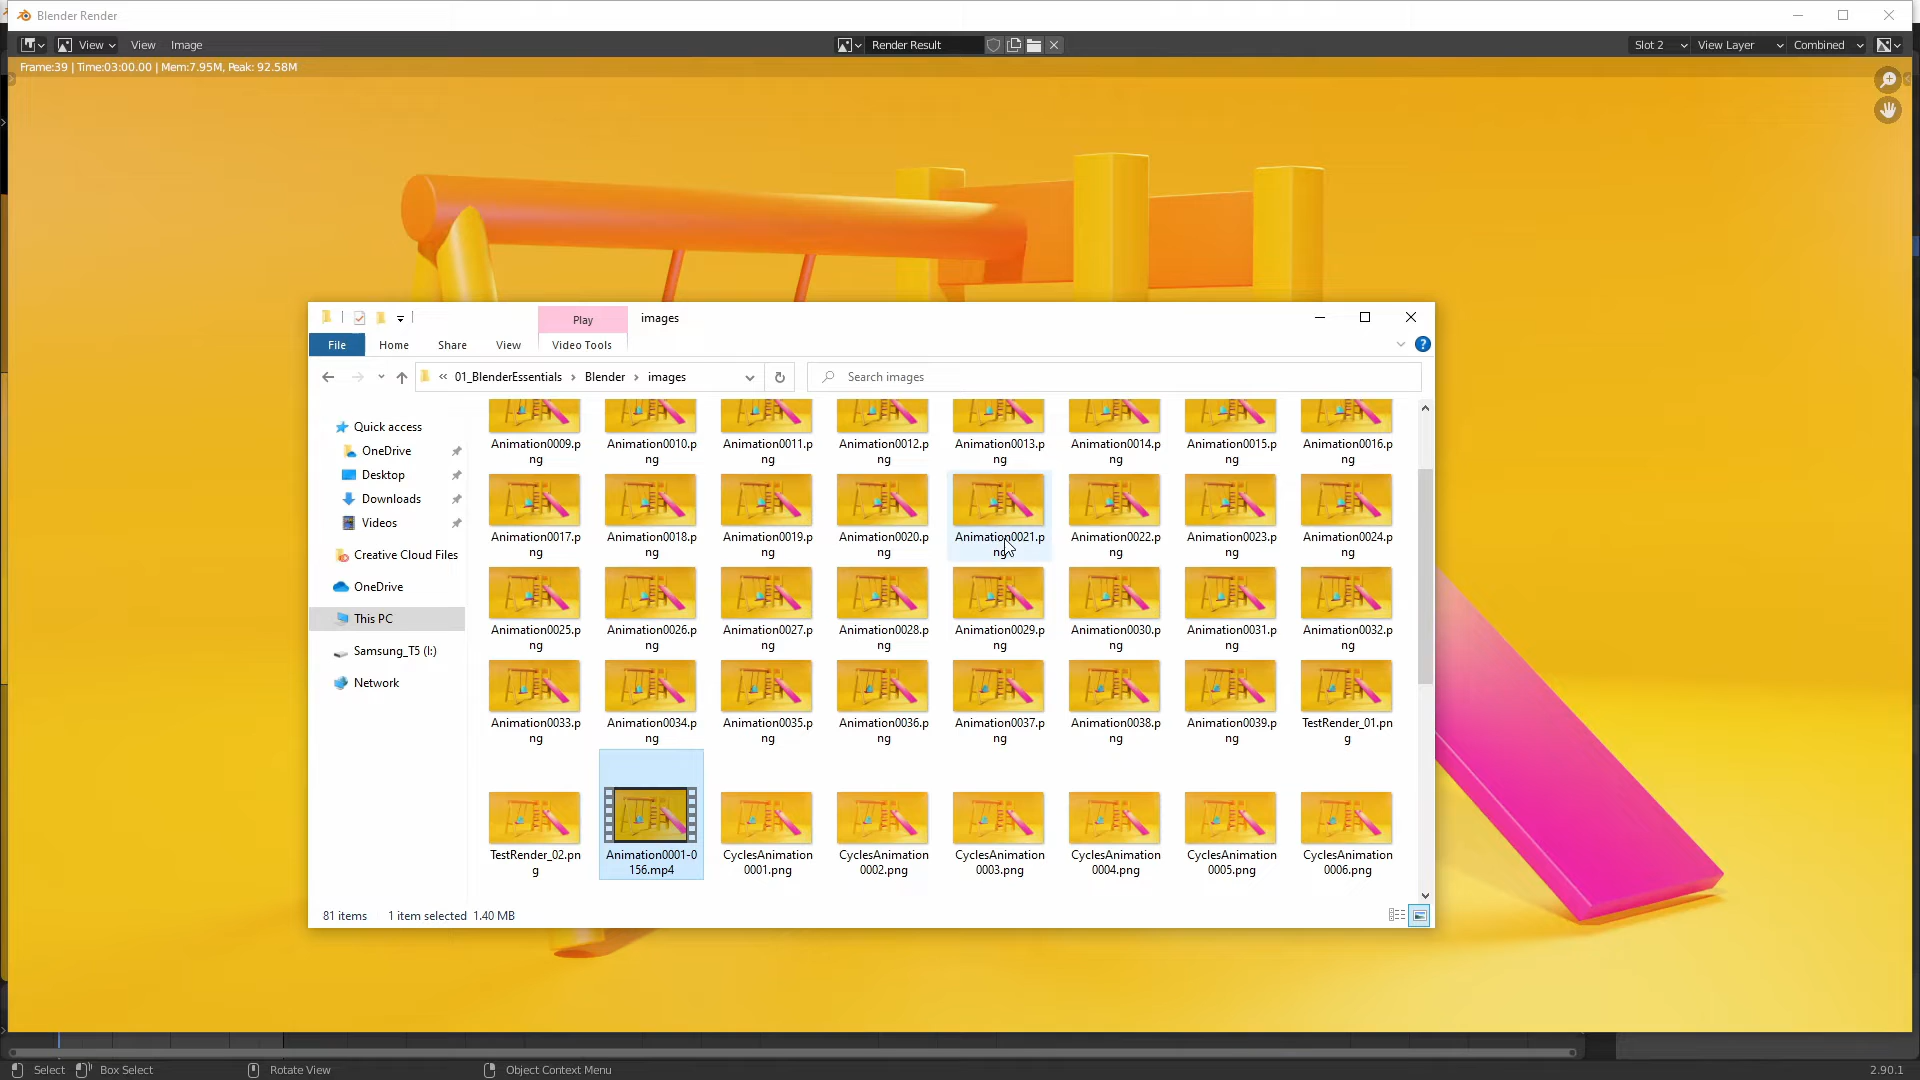 Blender Render
View
View
Image
Render Result
Slot 2
View Layer
Combined
Frame:39 | Time:03:00.00 | Mem:7.95M, Peak: 92.58M
Play
images
File
Home
Share
View
Video Tools
« 01_BlenderEssentials › Blender › images
Search images
Quick access
OneDrive
Desktop
Downloads
Videos
Creative Cloud Files
OneDrive
This PC
Samsung_T5 (I:)
Network
Animation0009.p
ng
Animation0010.p
ng
Animation0011.p
ng
Animation0012.p
ng
Animation0013.p
ng
Animation0014.p
ng
Animation0015.p
ng
Animation0016.p
ng
Animation0017.p
ng
Animation0018.p
ng
Animation0019.p
ng
Animation0020.p
ng
Animation0021.p
ng
Animation0022.p
ng
Animation0023.p
ng
Animation0024.p
ng
Animation0025.p
ng
Animation0026.p
ng
Animation0027.p
ng
Animation0028.p
ng
Animation0029.p
ng
Animation0030.p
ng
Animation0031.p
ng
Animation0032.p
ng
Animation0033.p
ng
Animation0034.p
ng
Animation0035.p
ng
Animation0036.p
ng
Animation0037.p
ng
Animation0038.p
ng
Animation0039.p
ng
TestRender_01.pn
g
TestRender_02.pn
g
Animation0001-0
156.mp4
CyclesAnimation
0001.png
CyclesAnimation
0002.png
CyclesAnimation
0003.png
CyclesAnimation
0004.png
CyclesAnimation
0005.png
CyclesAnimation
0006.png
81 items
1 item selected 1.40 MB
Select
Box Select
Rotate View
Object Context Menu
2.90.1